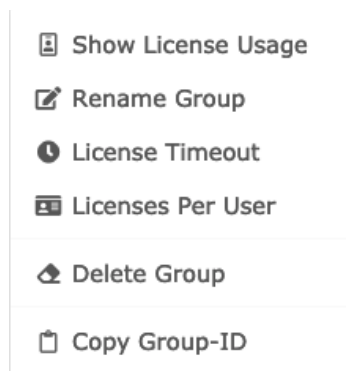 Show License Usage
Rename Group
License Timeout
Licenses Per User
Delete Group
Copy Group-ID